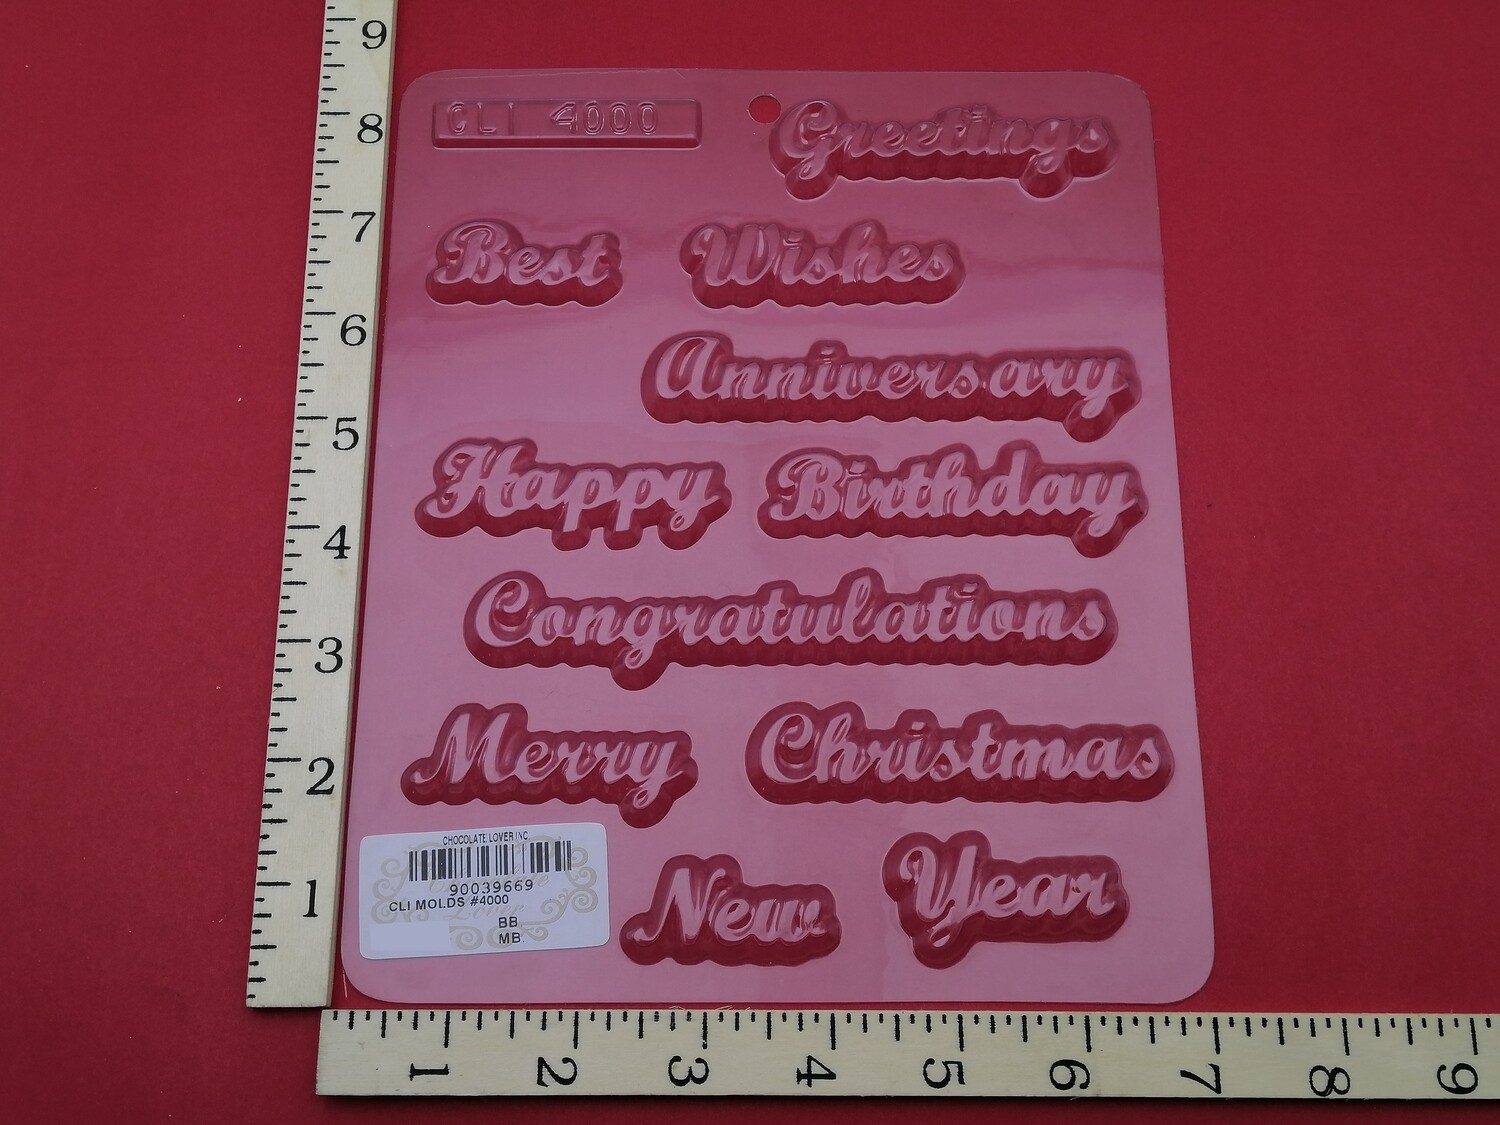 9
8
7
6
5
4
3
2
1
CLI 4000
Greetings
Best Wishes
Anniversary
Happy Birthday
Congratulations
Merry Christmas
New Year
CHOCOLATE LOVER INC.
90039669
CLI MOLDS #4000
BB
MB
1 2 3 4 5 6 7 8 9